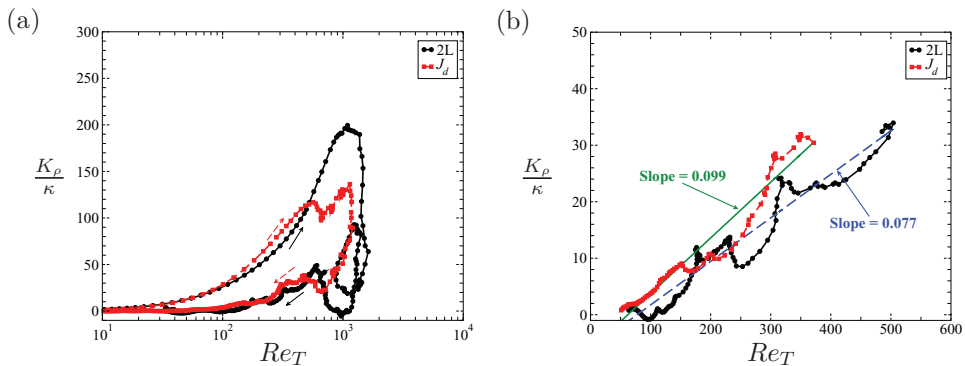 (a)
300
250
200
150
100
50
0
10^1
10^2
10^3
10^4
K_ρ
κ
Re_T
2L
J_d
(b)
50
40
30
20
10
0
0
100
200
300
400
500
600
K_ρ
κ
Re_T
2L
J_d
Slope = 0.099
Slope = 0.077